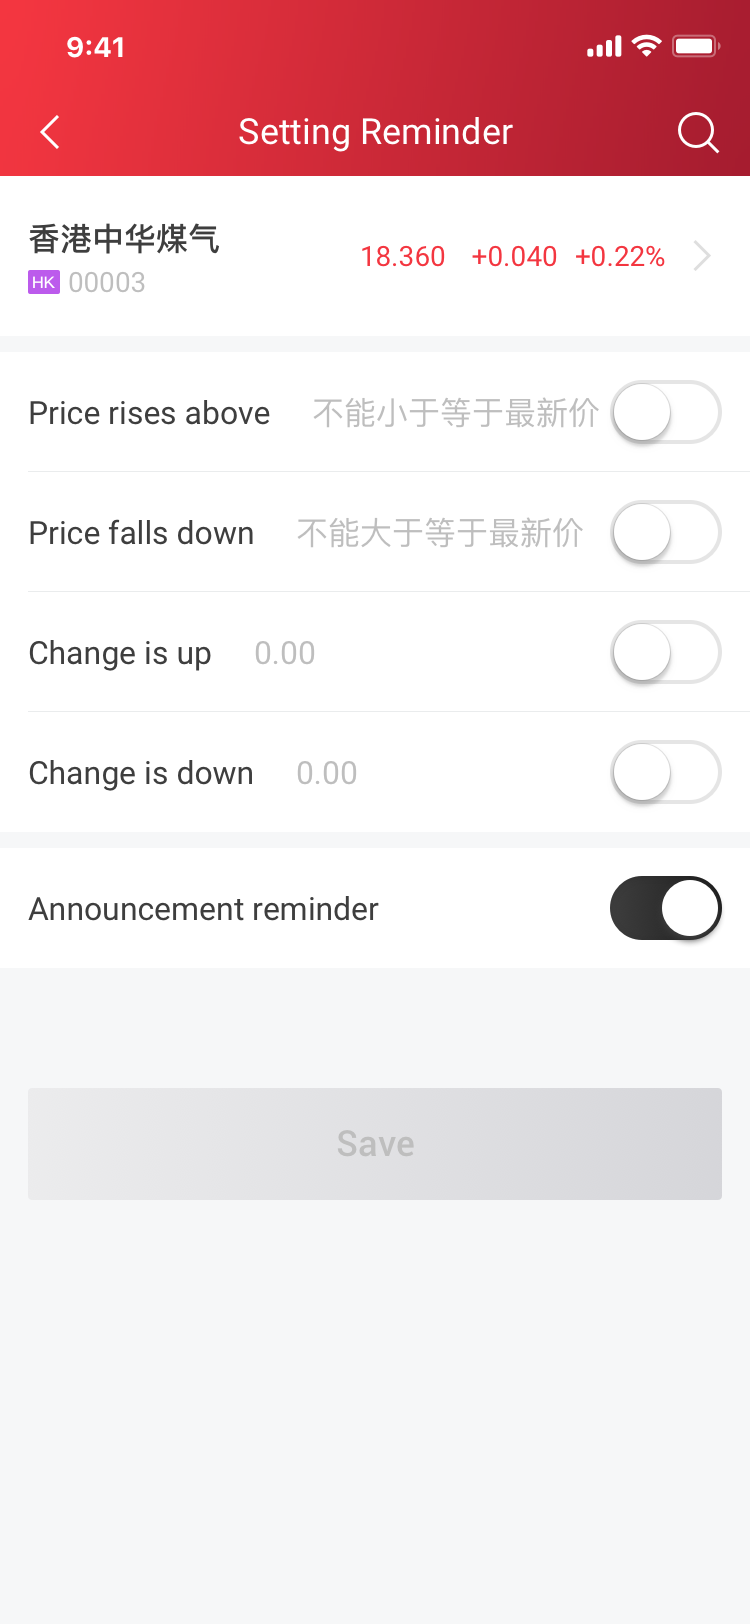 9:41
Setting Reminder
香港中华煤气
18.360 +0.040 +0.22%
HK 00003
Price rises above 不能小于等于最新价
Price falls down 不能大于等于最新价
Change is up 0.00
Change is down 0.00
Announcement reminder
Save